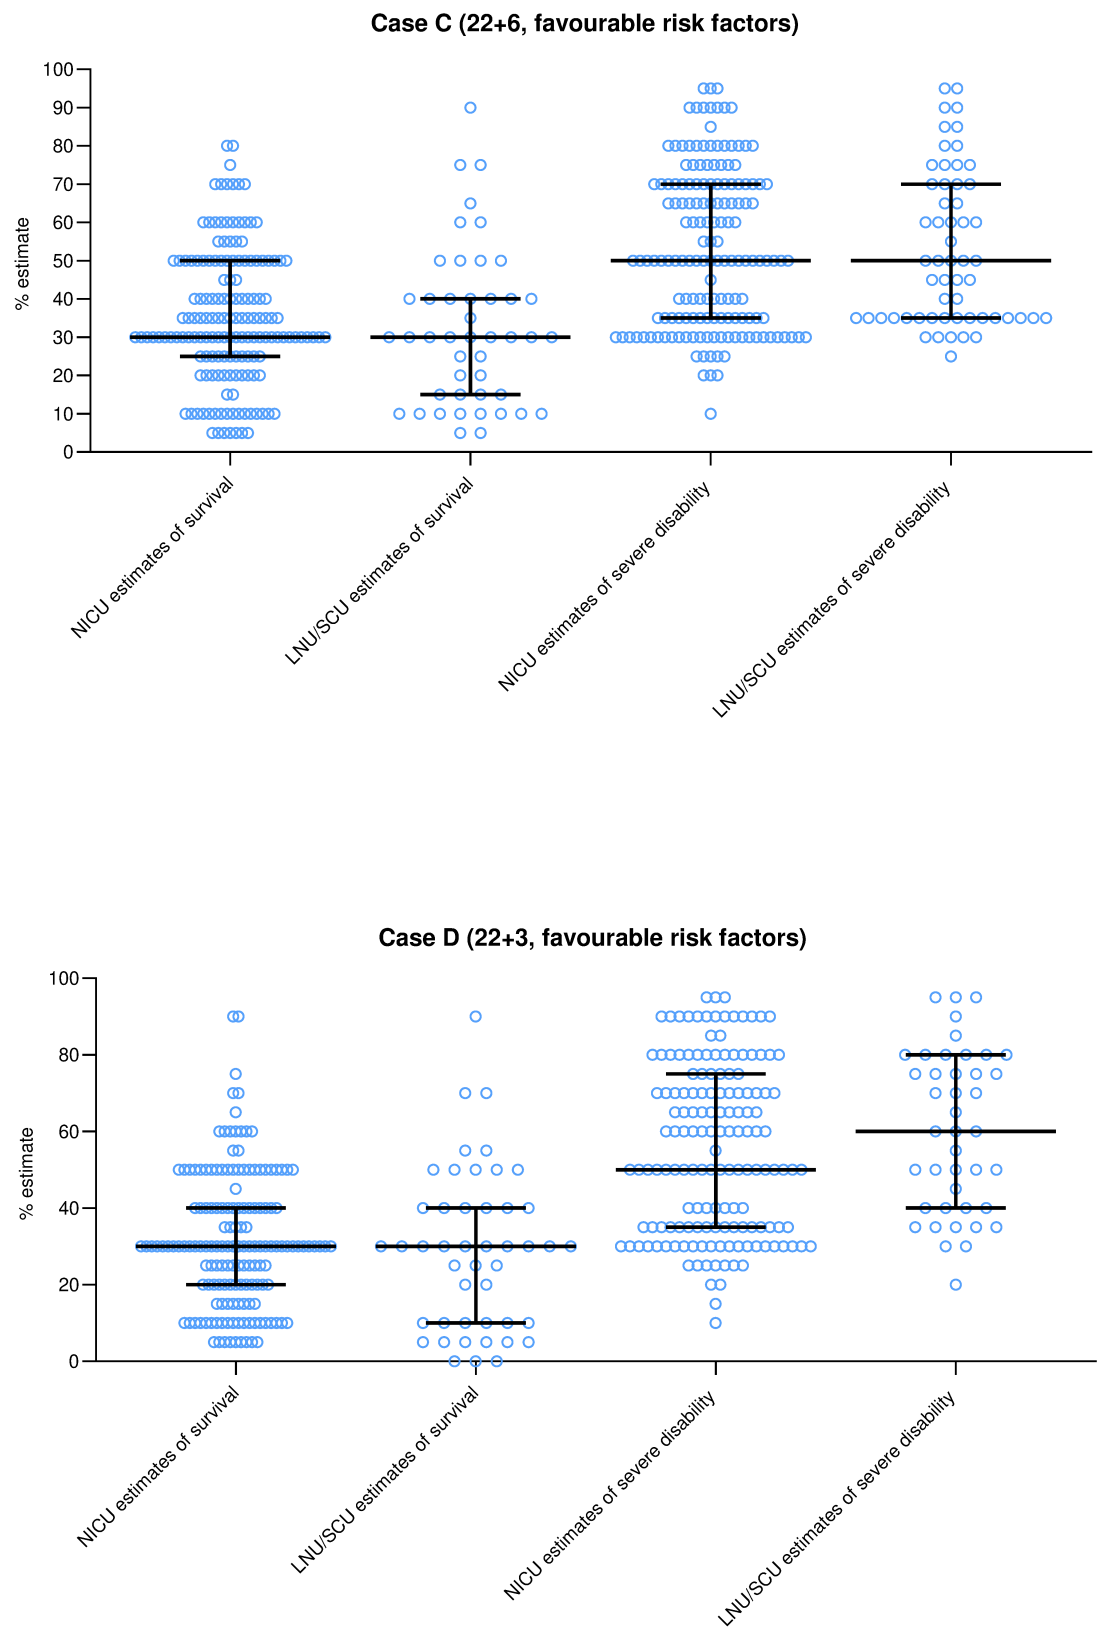 Case C (22+6, favourable risk factors)
100
90
80
70
60
50
40
30
20
10
0
% estimate
NICU estimates of survival
LNU/SCU estimates of survival
NICU estimates of severe disability
LNU/SCU estimates of severe disability
Case D (22+3, favourable risk factors)
100
80
60
40
20
0
% estimate
NICU estimates of survival
LNU/SCU estimates of survival
NICU estimates of severe disability
LNU/SCU estimates of severe disability